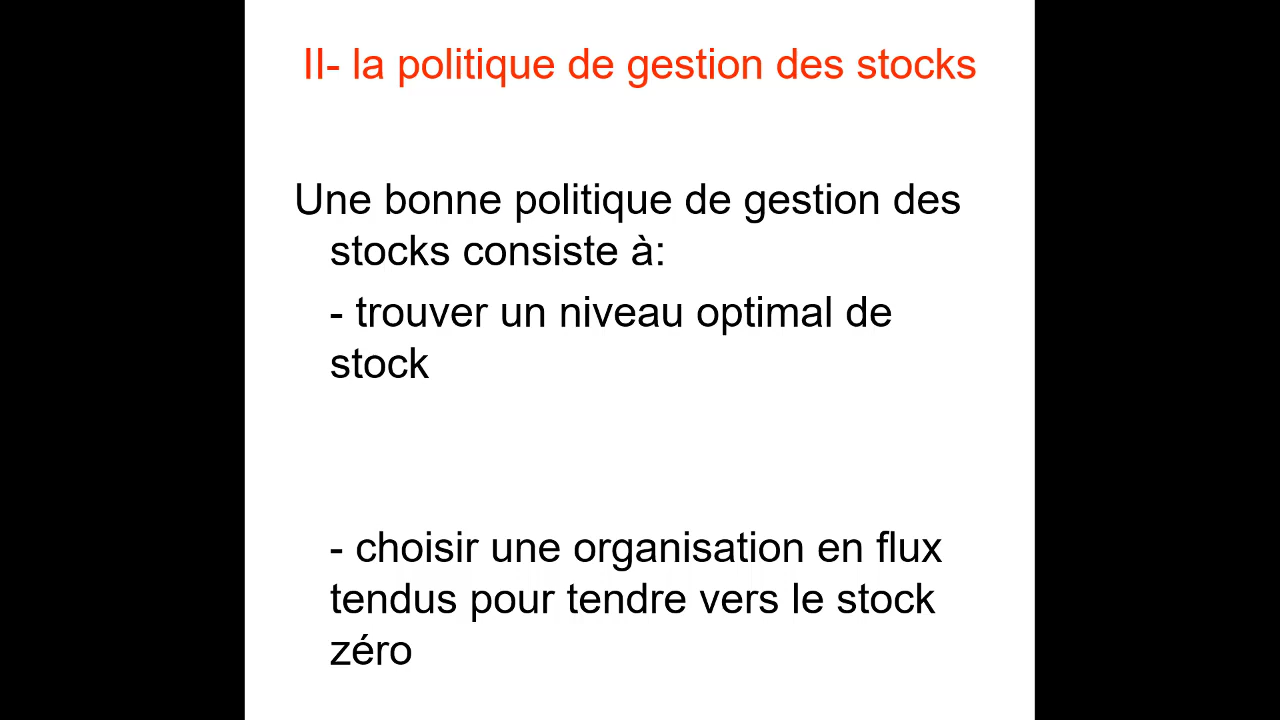 II- la politique de gestion des stocks
Une bonne politique de gestion des
stocks consiste à:
- trouver un niveau optimal de
stock
- choisir une organisation en flux
tendus pour tendre vers le stock
zéro